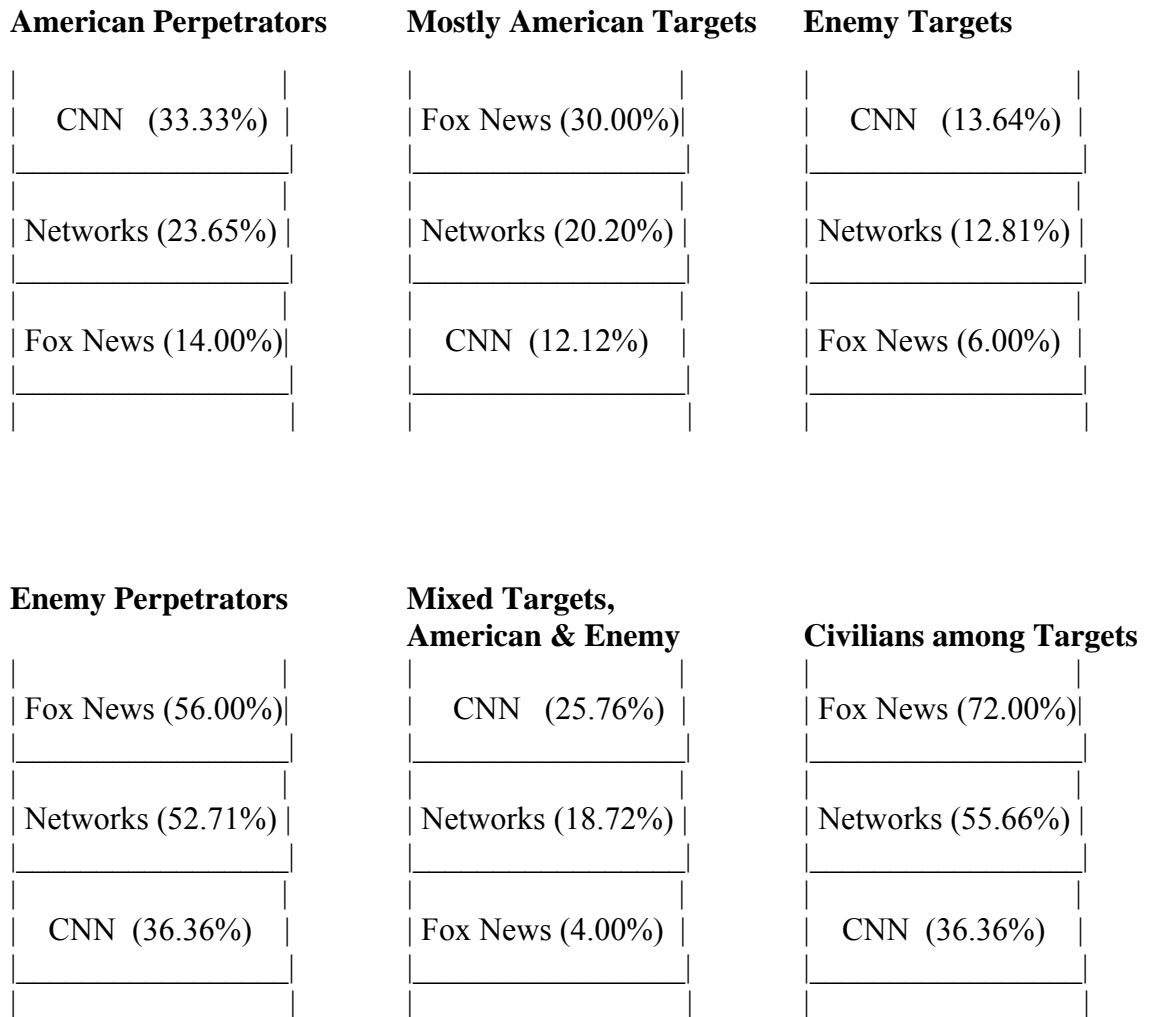 American Perpetrators Mostly American Targets Enemy Targets
CNN (33.33%) Fox News (30.00%) CNN (13.64%)
Networks (23.65%) Networks (20.20%) Networks (12.81%)
Fox News (14.00%) CNN (12.12%) Fox News (6.00%)
Enemy Perpetrators Mixed Targets,
American & Enemy Civilians among Targets
Fox News (56.00%) CNN (25.76%) Fox News (72.00%)
Networks (52.71%) Networks (18.72%) Networks (55.66%)
CNN (36.36%) Fox News (4.00%) CNN (36.36%)